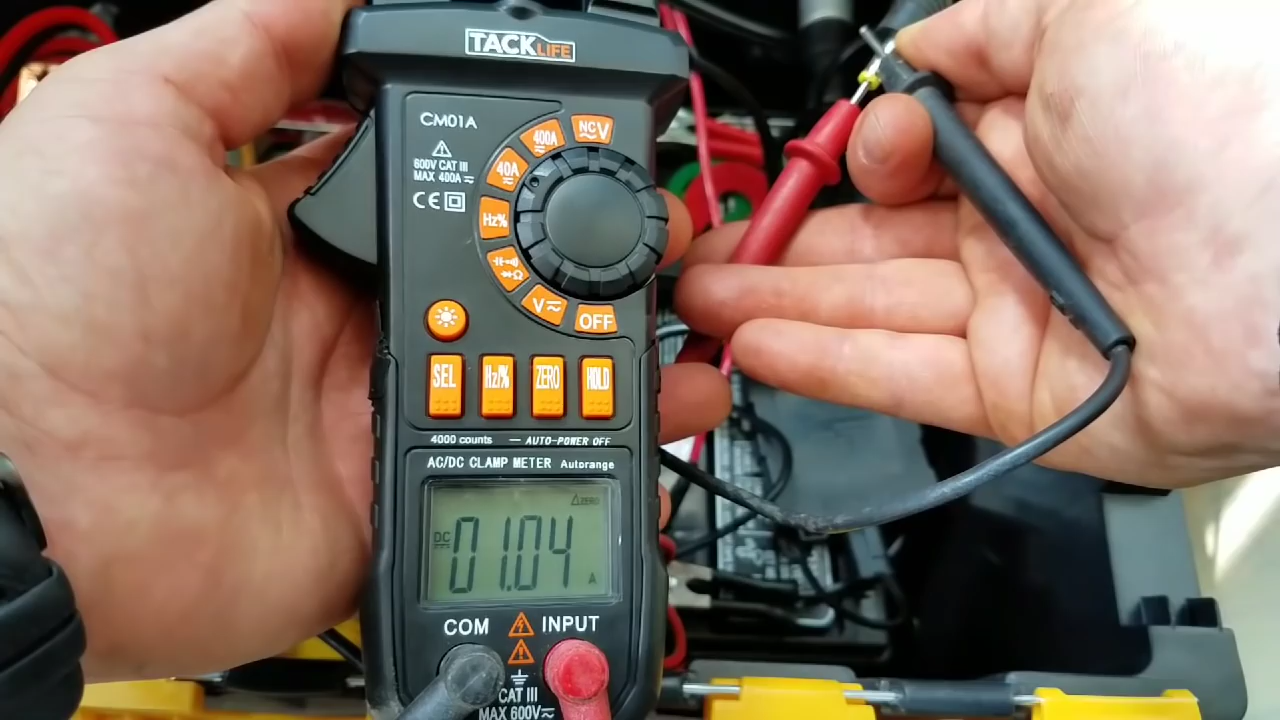 TACKLIFE
CM01A
NCV
400A
600V CAT III
MAX 400A
40A
CE
Hz%
Ω
V
OFF
SEL
Hz/%
ZERO
HOLD
4000 counts — AUTO-POWER OFF
AC/DC CLAMP METER Autorange
ΔZERO
DC
01.04
A
COM
INPUT
CAT III
MAX 600V